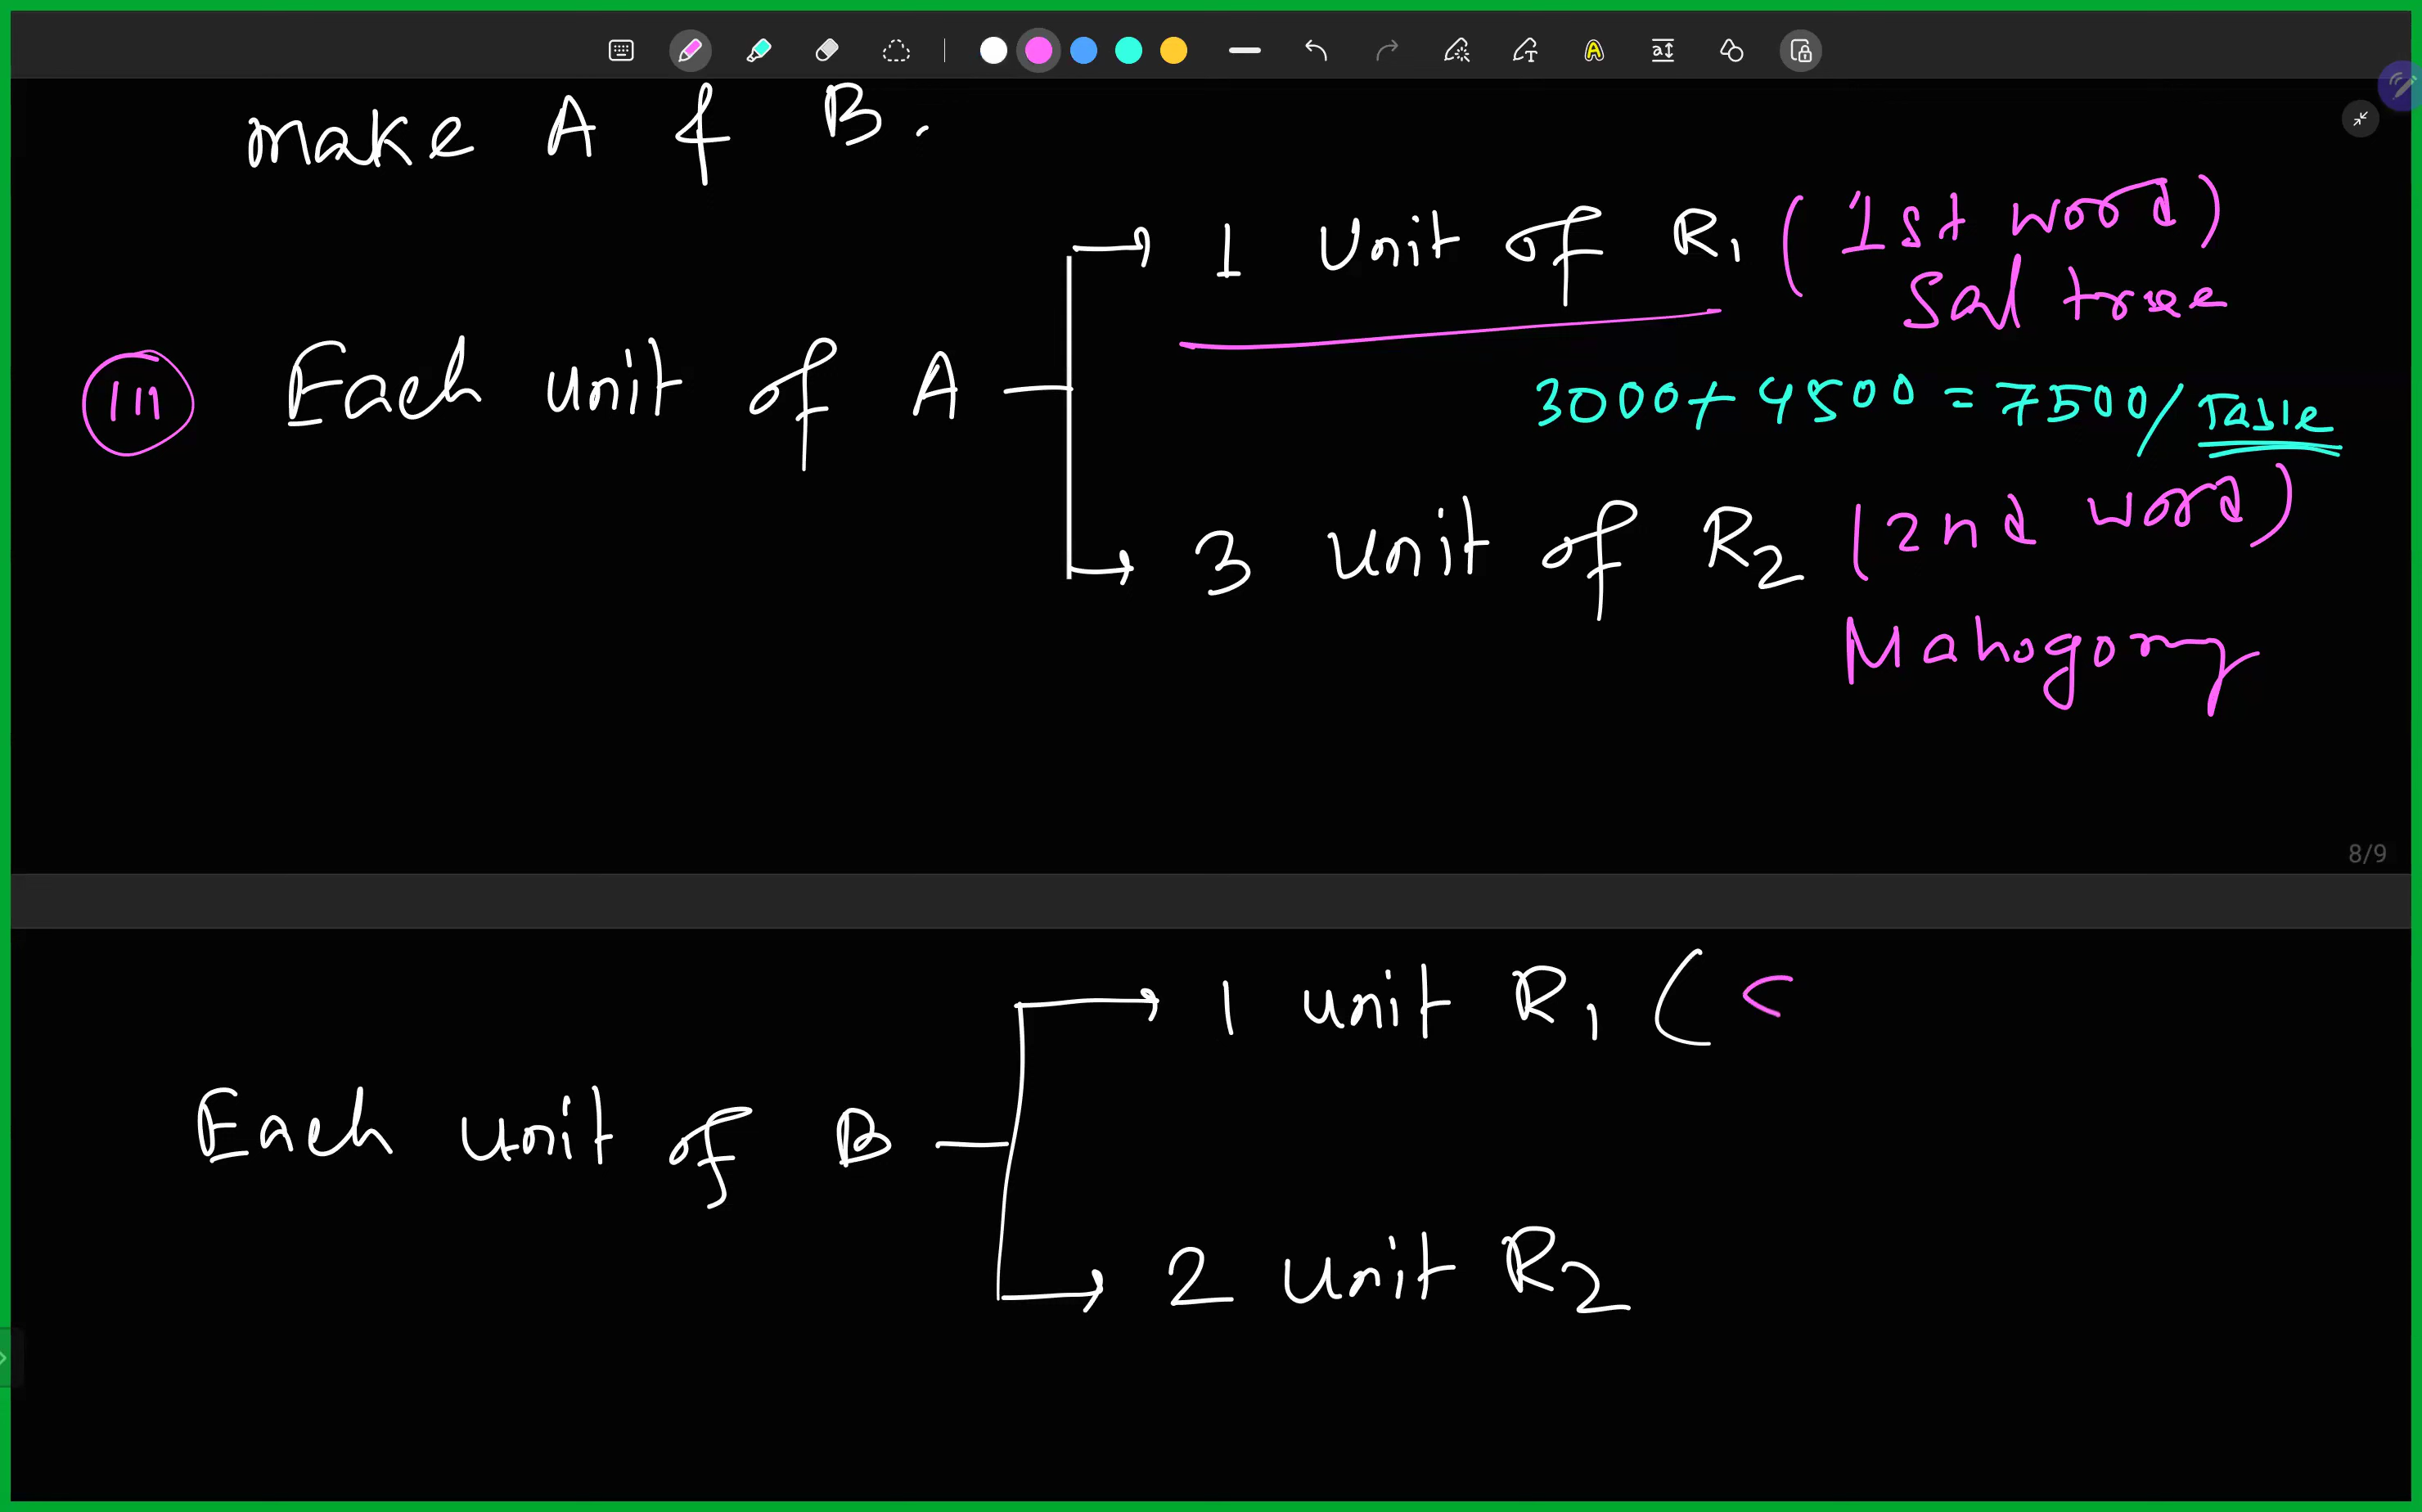 make A & B.
1 Unit of R1 (1st wood)
Sal tree
III Each unit of A
3000 + 4500 = 7500/Table
3 Unit of R2 (2nd wood)
Mahogony
8/9
1 unit R1 (
Each unit of B
2 Unit R2